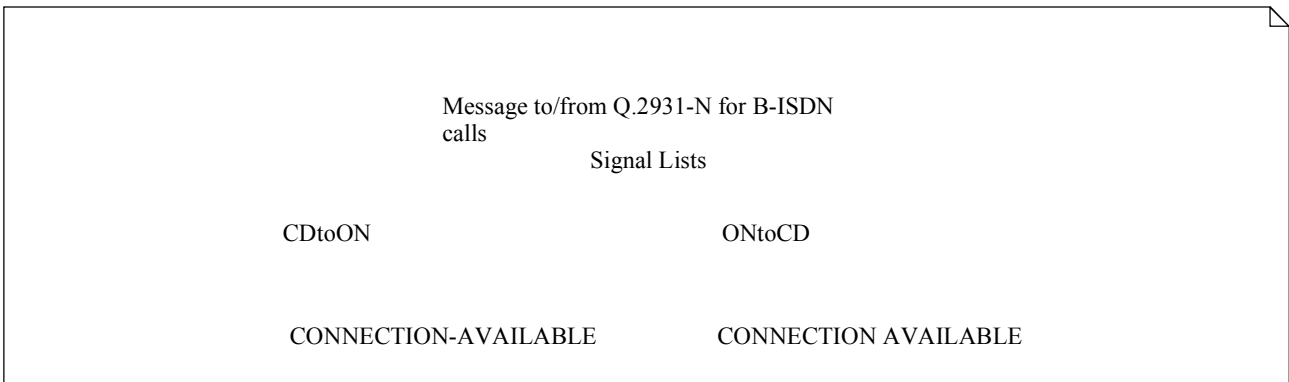 Message to/from Q.2931-N for B-ISDN
calls
Signal Lists
CDtoON ONtoCD
CONNECTION-AVAILABLE CONNECTION AVAILABLE